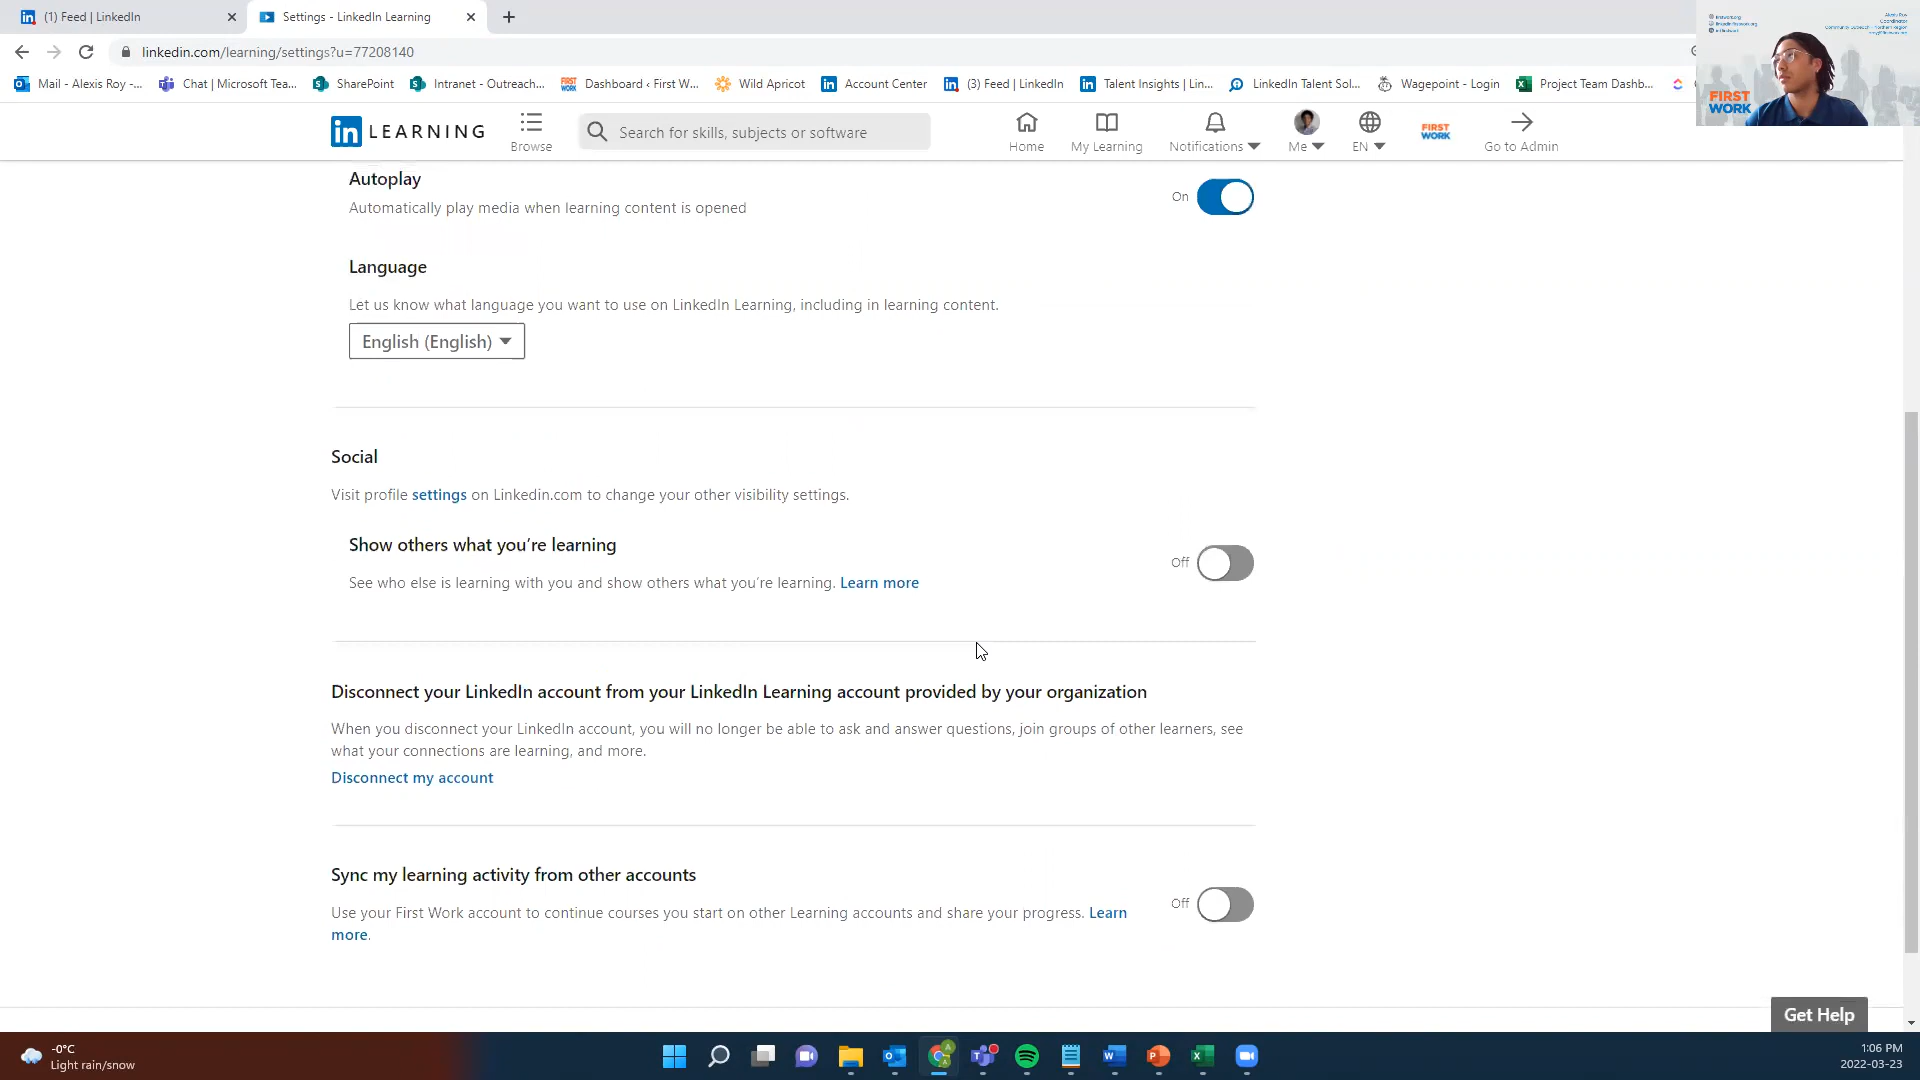 (1) Feed | LinkedIn
Settings - LinkedIn Learning
linkedin.com/learning/settings?u=77208140
Mail - Alexis Roy -...
Chat | Microsoft Tea...
SharePoint
Intranet - Outreach...
Dashboard ‹ First W...
Wild Apricot
Account Center
(3) Feed | LinkedIn
Talent Insights | Lin...
LinkedIn Talent Sol...
Wagepoint - Login
Project Team Dashb...
Alexis Roy
Coordinator
FIRST
WORK
in LEARNING
Browse
Search for skills, subjects or software
Home
My Learning
Notifications
Me
EN
FIRST
WORK
Go to Admin
Autoplay
Automatically play media when learning content is opened
On
Language
Let us know what language you want to use on LinkedIn Learning, including in learning content.
English (English)
Social
Visit profile settings on Linkedin.com to change your other visibility settings.
Show others what you’re learning
See who else is learning with you and show others what you’re learning. Learn more
Off
Disconnect your LinkedIn account from your LinkedIn Learning account provided by your organization
When you disconnect your LinkedIn account, you will no longer be able to ask and answer questions, join groups of other learners, see
what your connections are learning, and more.
Disconnect my account
Sync my learning activity from other accounts
Use your First Work account to continue courses you start on other Learning accounts and share your progress. Learn
more.
Off
Get Help
-0°C
Light rain/snow
1:06 PM
2022-03-23